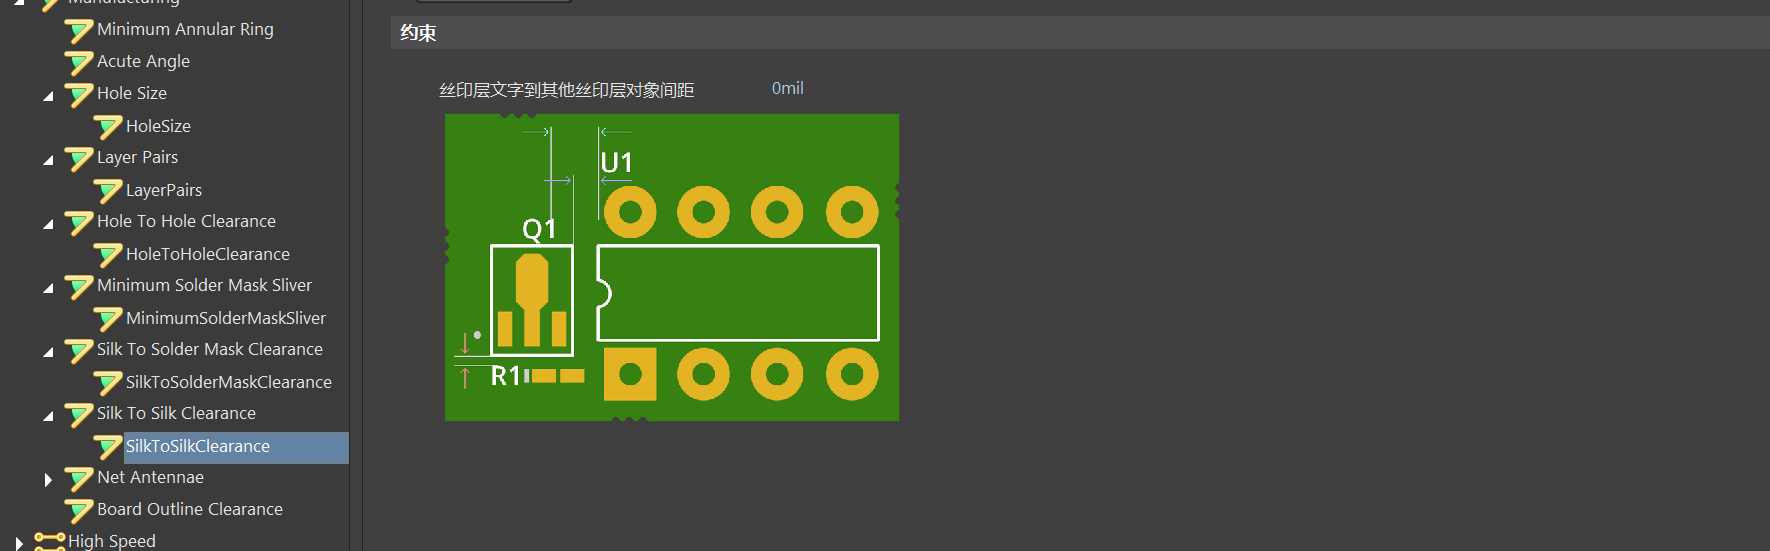 Manufacturing
Minimum Annular Ring
Acute Angle
Hole Size
HoleSize
Layer Pairs
LayerPairs
Hole To Hole Clearance
HoleToHoleClearance
Minimum Solder Mask Sliver
MinimumSolderMaskSliver
Silk To Solder Mask Clearance
SilkToSolderMaskClearance
Silk To Silk Clearance
SilkToSilkClearance
Net Antennae
Board Outline Clearance
High Speed
约束
丝印层文字到其他丝印层对象间距 0mil
U1
Q1
R1